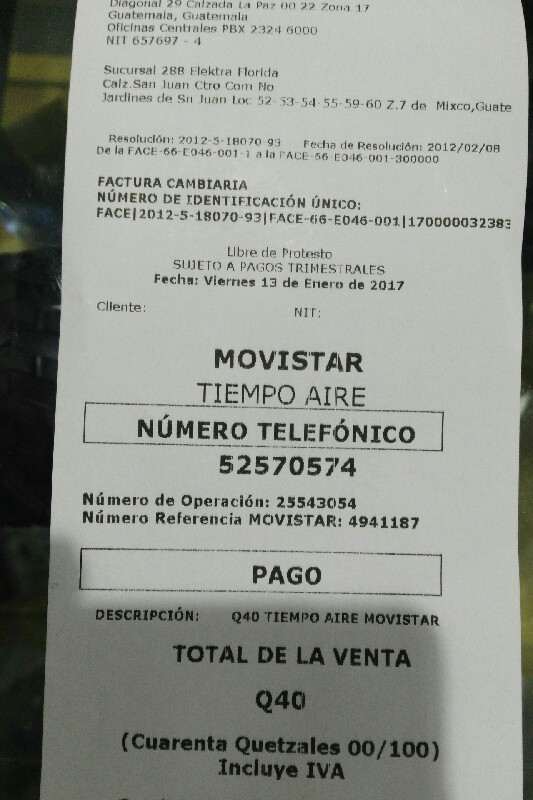 Diagonal 29 Calzada La Paz 00 22 Zona 17
Guatemala, Guatemala
Oficinas Centrales PBX 2324 6000
NIT 657697 - 4
Sucursal 288 Elektra Florida
Calz.San Juan Ctro Com No
Jardines de Sn Juan Loc 52-53-54-55-59-60 Z.7 de Mixco,Guate
Resolución: 2012-5-18070-93 Fecha de Resolución: 2012/02/08
De la FACE-66-E046-001-1 a la FACE-66-E046-001-300000
FACTURA CAMBIARIA
NÚMERO DE IDENTIFICACIÓN ÚNICO:
FACE|2012-5-18070-93|FACE-66-E046-001|170000032383
Libre de Protesto
SUJETO A PAGOS TRIMESTRALES
Fecha: Viernes 13 de Enero de 2017
Cliente: NIT:
MOVISTAR
TIEMPO AIRE
NÚMERO TELEFÓNICO
52570574
Número de Operación: 25543054
Número Referencia MOVISTAR: 4941187
PAGO
DESCRIPCIÓN: Q40 TIEMPO AIRE MOVISTAR
TOTAL DE LA VENTA
Q40
(Cuarenta Quetzales 00/100)
Incluye IVA